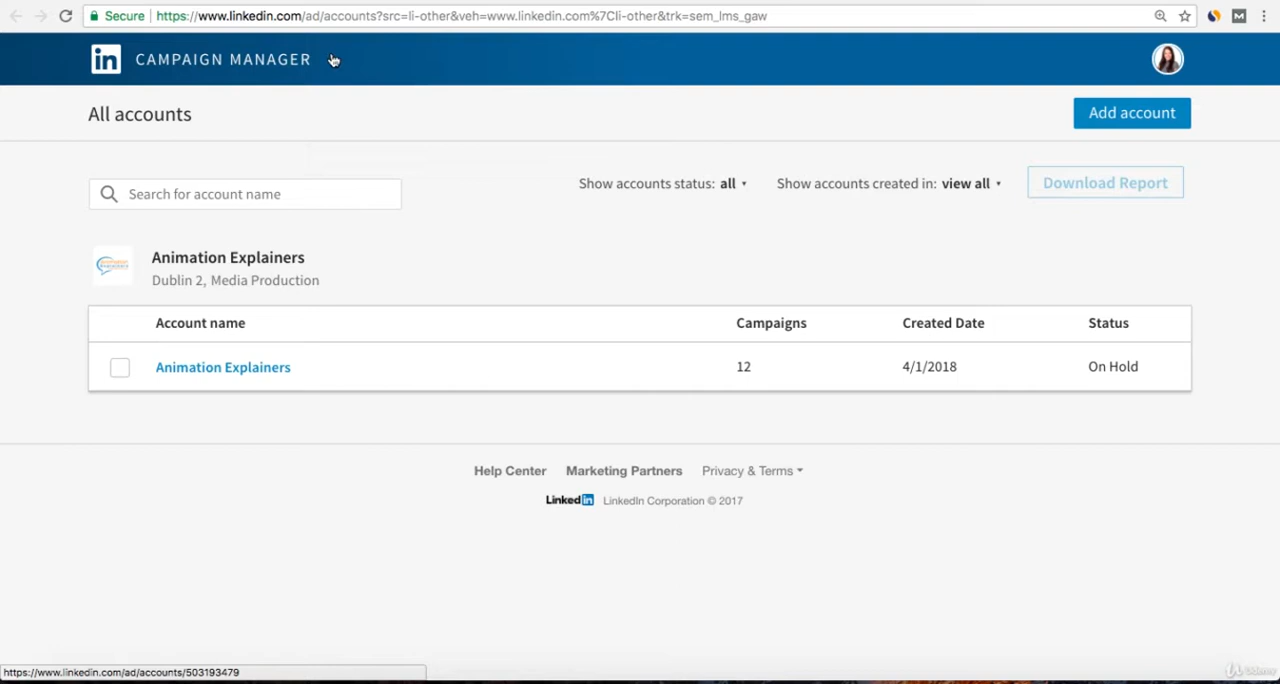 Secure https://www.linkedin.com/ad/accounts?src=li-other&veh=www.linkedin.com%7Cli-other&trk=sem_lms_gaw
in CAMPAIGN MANAGER
All accounts
Add account
Search for account name
Show accounts status: all
Show accounts created in: view all
Download Report
Animation Explainers
Dublin 2, Media Production
Account name Campaigns Created Date Status
Animation Explainers 12 4/1/2018 On Hold
Help Center Marketing Partners Privacy & Terms
Linkedin LinkedIn Corporation © 2017
https://www.linkedin.com/ad/accounts/503193479
Udemy